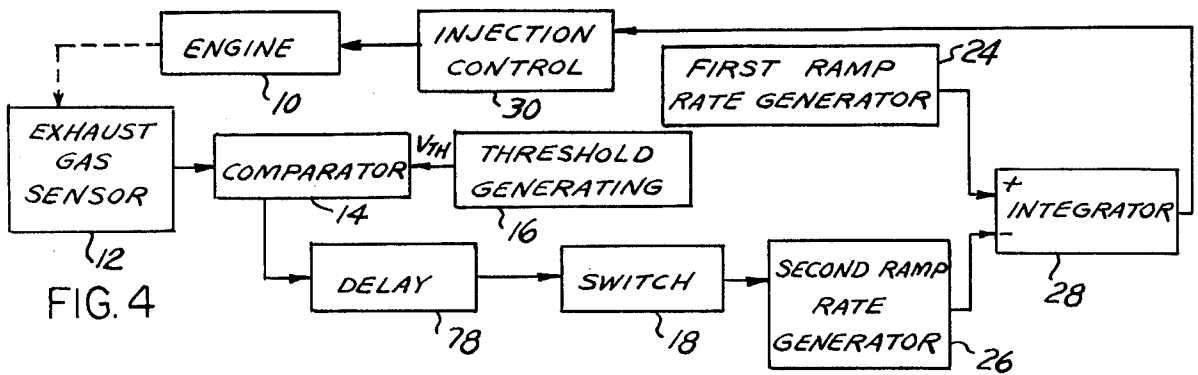 ENGINE
10
INJECTION
CONTROL
30
FIRST RAMP
RATE GENERATOR
24
EXHAUST
GAS
SENSOR
12
COMPARATOR
14
VTH
THRESHOLD
GENERATING
16
+
INTEGRATOR
-
28
DELAY
78
SWITCH
18
SECOND RAMP
RATE
GENERATOR
26
FIG. 4